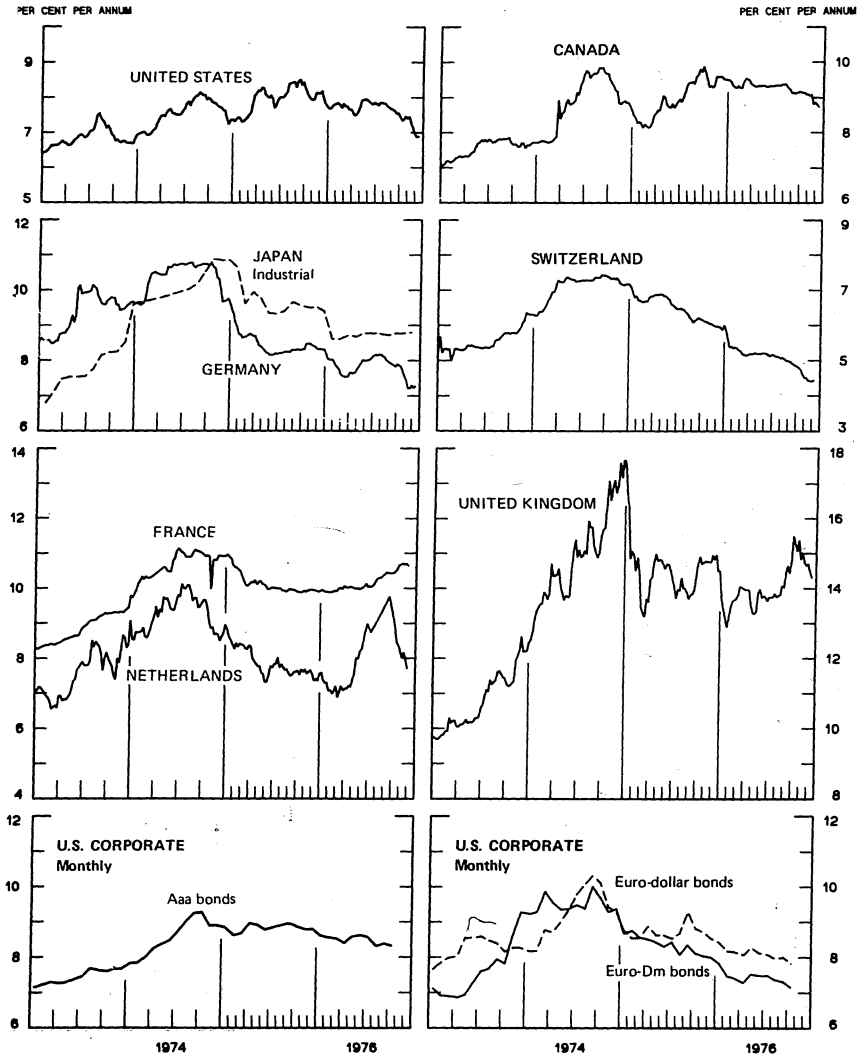 PER CENT PER ANNUM
PER CENT PER ANNUM
9
7
5
UNITED STATES
CANADA
10
8
6
12
10
8
6
JAPAN
Industrial
GERMANY
SWITZERLAND
9
7
5
3
14
12
10
8
6
4
FRANCE
NETHERLANDS
UNITED KINGDOM
18
16
14
12
10
8
12
10
8
6
U.S. CORPORATE
Monthly
Aaa bonds
U.S. CORPORATE
Monthly
Euro-dollar bonds
Euro-Dm bonds
12
10
8
6
1974
1976
1974
1976